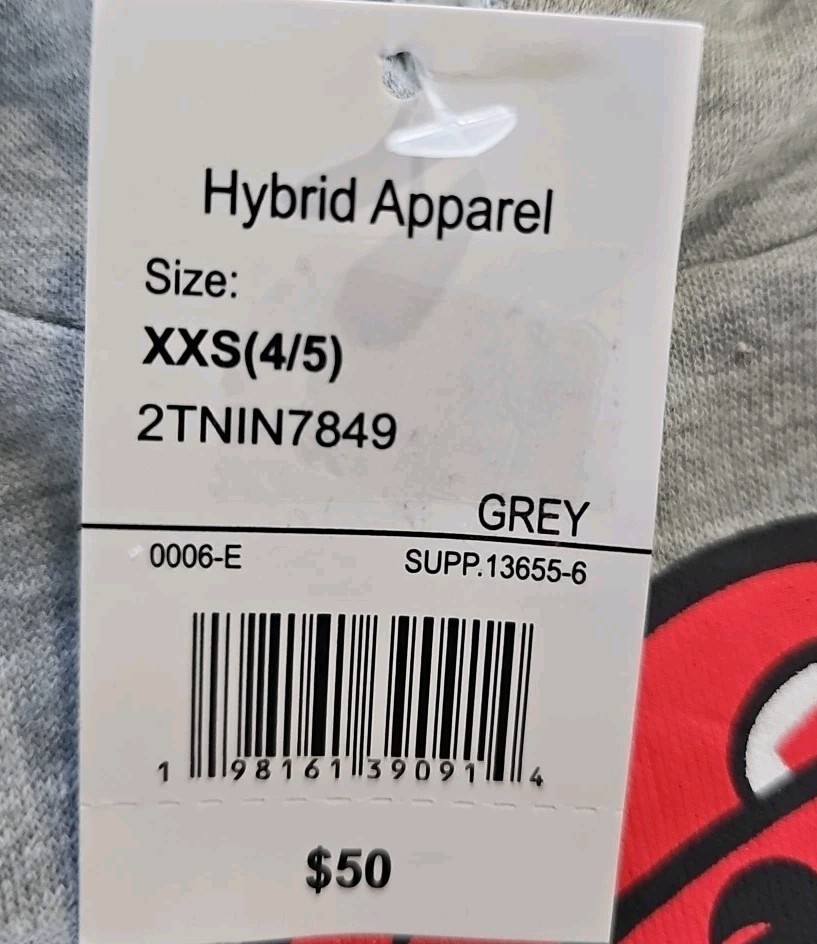 Hybrid Apparel
Size:
XXS(4/5)
2TNIN7849
GREY
0006-E SUPP.13655-6
1 98161 39091 4
$50